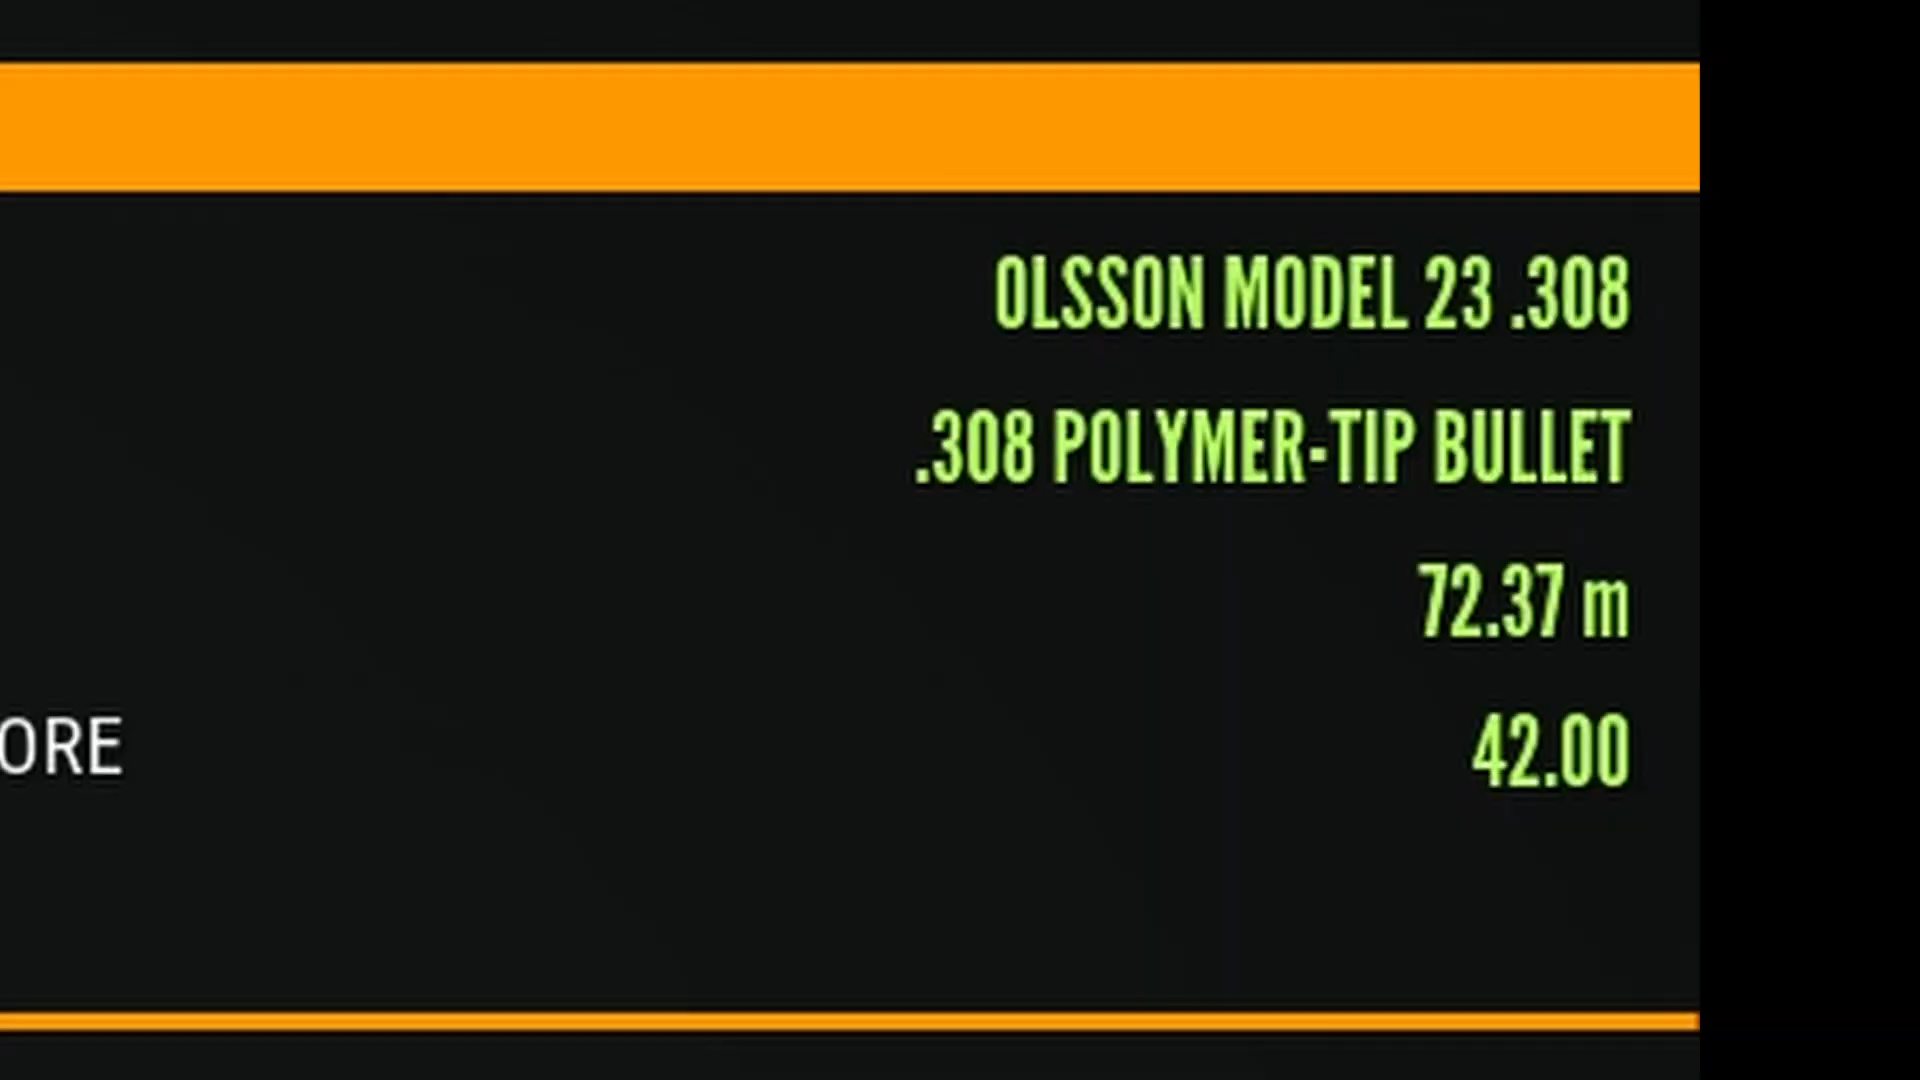 OLSSON MODEL 23 .308
.308 POLYMER-TIP BULLET
72.37 m
ORE 42.00